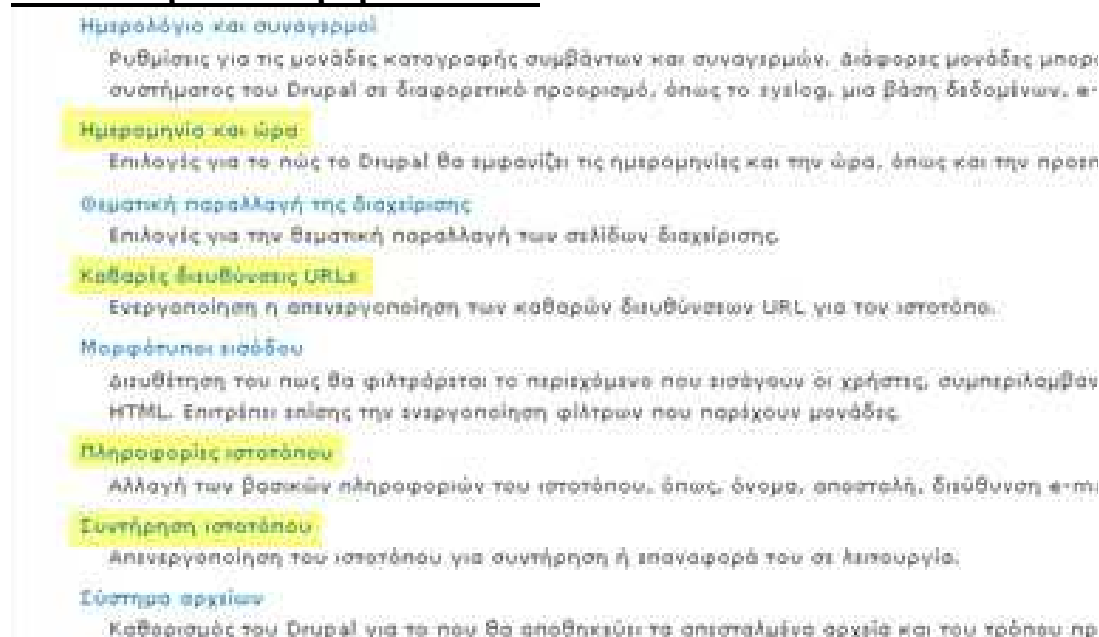 Ημερολόγιο και συναγερμοί
Ρυθμίσεις για τις μονάδες καταγραφής συμβάντων και συναγερμών. Διάφορες μονάδες μπορο
συστήματος του Drupal σε διαφορετικό προορισμό, όπως το syslog, μια βάση δεδομένων, e-
Ημερομηνία και ώρα
Επιλογές για το πώς το Drupal θα εμφανίζει τις ημερομηνίες και την ώρα, όπως και την προεπ
Θεματική παραλλαγή της διαχείρισης
Επιλογές για την θεματική παραλλαγή των σελίδων διαχείρισης.
Καθαρές διευθύνσεις URLs
Ενεργοποίηση η απενεργοποίηση των καθαρών διευθύνσεων URL για τον ιστοτόπο.
Μορφότυποι εισόδου
Διευθέτηση του πως θα φιλτράρεται το περιεχόμενο που εισάγουν οι χρήστες, συμπεριλαμβαν
HTML. Επιτρέπει επίσης την ενεργοποίηση φίλτρων που παρέχουν μονάδες.
Πληροφορίες ιστοτόπου
Αλλαγή των βασικών πληροφοριών του ιστοτόπου, όπως, όνομα, αποστολή, διεύθυνση e-ma
Συντήρηση ιστοτόπου
Απενεργοποίηση του ιστοτόπου για συντήρηση ή επαναφορά του σε λειτουργία.
Σύστημα αρχείων
Καθορισμός του Drupal για το που θα αποθηκεύει τα απεσταλμένα αρχεία και του τρόπου πρ